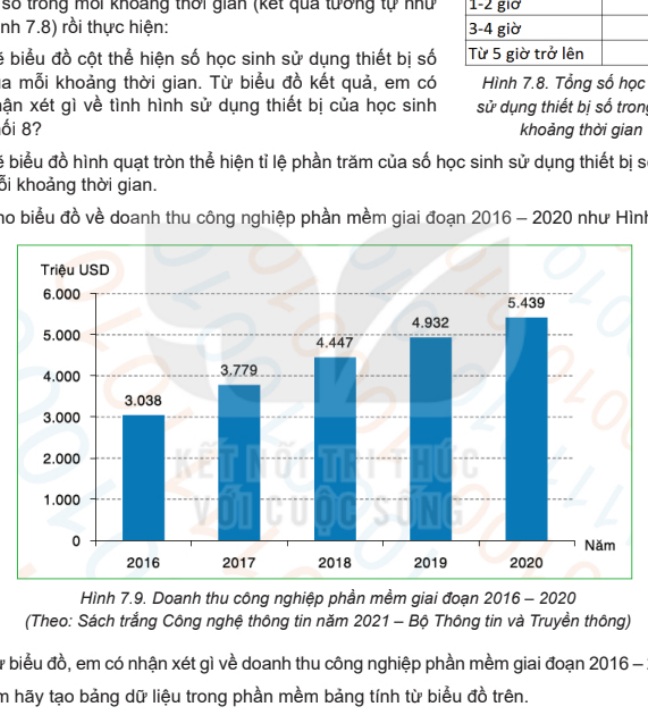 số trong mỗi khoảng thời gian (kết quả tương tự như
nh 7.8) rồi thực hiện:
ẽ biểu đồ cột thể hiện số học sinh sử dụng thiết bị số
a mỗi khoảng thời gian. Từ biểu đồ kết quả, em có
ận xét gì về tình hình sử dụng thiết bị của học sinh
ối 8?
1-2 giờ
3-4 giờ
Từ 5 giờ trở lên
Hình 7.8. Tổng số học
sử dụng thiết bị số tron
khoảng thời gian
ẽ biểu đồ hình quạt tròn thể hiện tỉ lệ phần trăm của số học sinh sử dụng thiết bị s
ỗi khoảng thời gian.
ho biểu đồ về doanh thu công nghiệp phần mềm giai đoạn 2016 – 2020 như Hình
Triệu USD
6.000
5.000
4.000
3.000
2.000
1.000
0
3.038
3.779
4.447
4.932
5.439
2016 2017 2018 2019 2020
Năm
KẾT NỐI TRI THỨC
VỚI CUỘC SỐNG
Hình 7.9. Doanh thu công nghiệp phần mềm giai đoạn 2016 – 2020
(Theo: Sách trắng Công nghệ thông tin năm 2021 – Bộ Thông tin và Truyền thông)
ừ biểu đồ, em có nhận xét gì về doanh thu công nghiệp phần mềm giai đoạn 2016 –
m hãy tạo bảng dữ liệu trong phần mềm bảng tính từ biểu đồ trên.